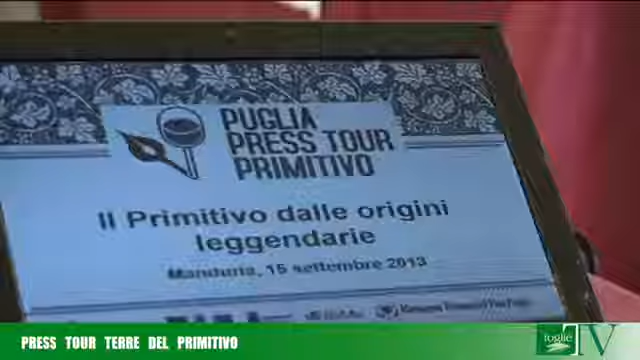 PUGLIA
PRESS TOUR
PRIMITIVO
Il Primitivo dalle origini
leggendarie
Manduria, 15 settembre 2013
PRESS TOUR TERRE DEL PRIMITIVO
foglie TV